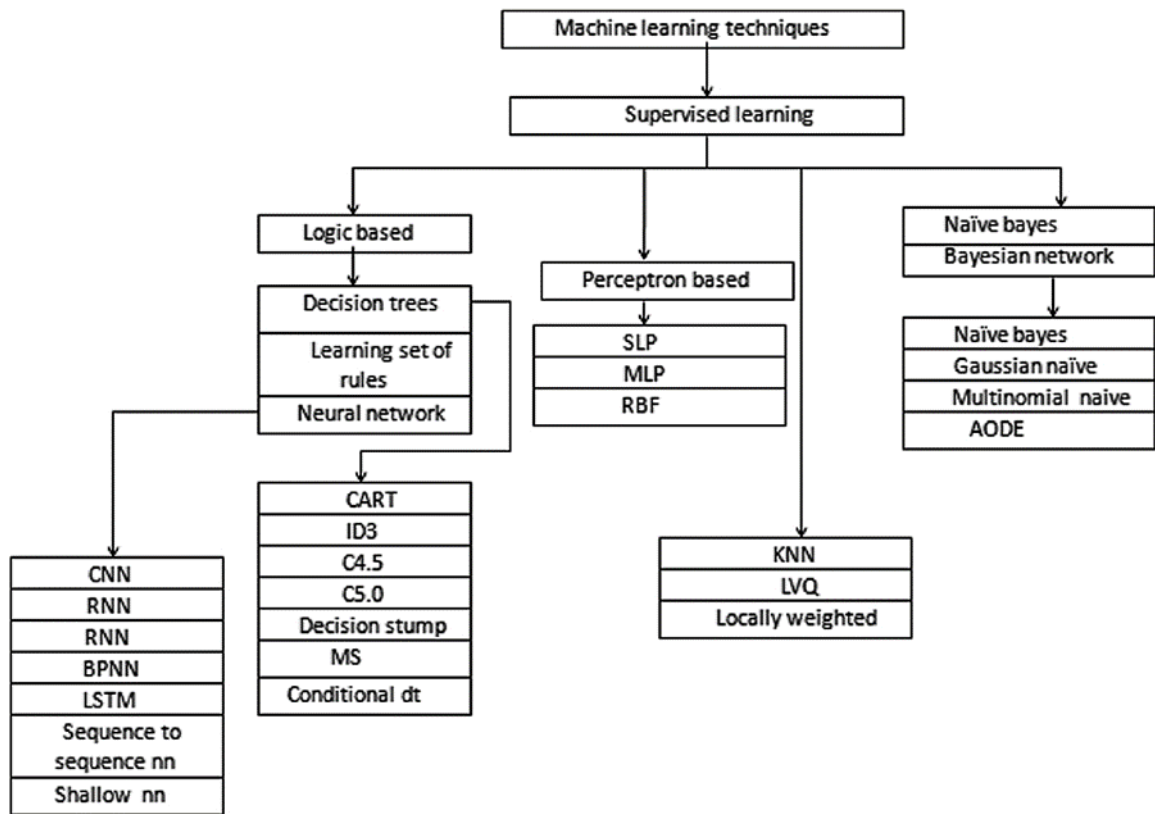 Machine learning techniques
Supervised learning
Logic based
Decision trees
Learning set of
rules
Neural network
Perceptron based
SLP
MLP
RBF
Naïve bayes
Bayesian network
Naïve bayes
Gaussian naïve
Multinomial naive
AODE
CNN
RNN
RNN
BPNN
LSTM
Sequence to
sequence nn
Shallow nn
CART
ID3
C4.5
C5.0
Decision stump
MS
Conditional dt
KNN
LVQ
Locally weighted